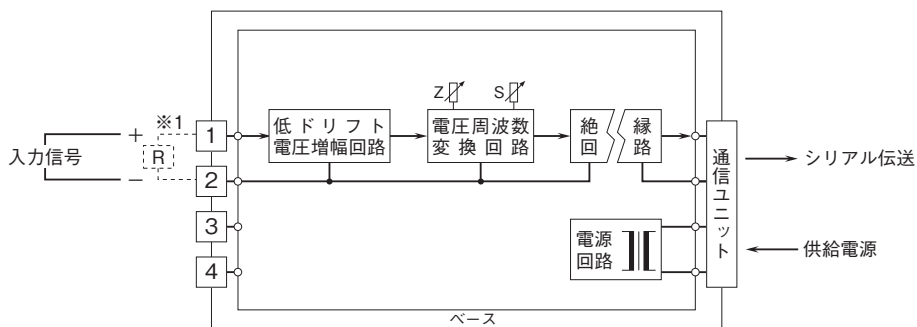 ※1
+
入力信号
R
−
1
2
3
4
低ドリフト
電圧増幅回路
Z
S
電圧周波数
変換回路
絶縁
回路
電源
回路
通信ユニット
シリアル伝送
供給電源
ベース